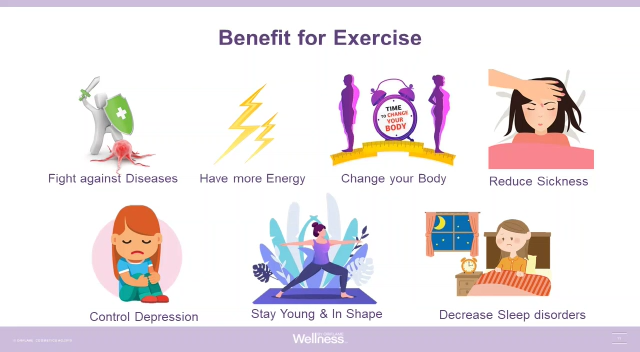 Benefit for Exercise
TIME
TO CHANGE
YOUR
BODY
Fight against Diseases
Have more Energy
Change your Body
Reduce Sickness
Control Depression
Stay Young & In Shape
Decrease Sleep disorders
Wellness